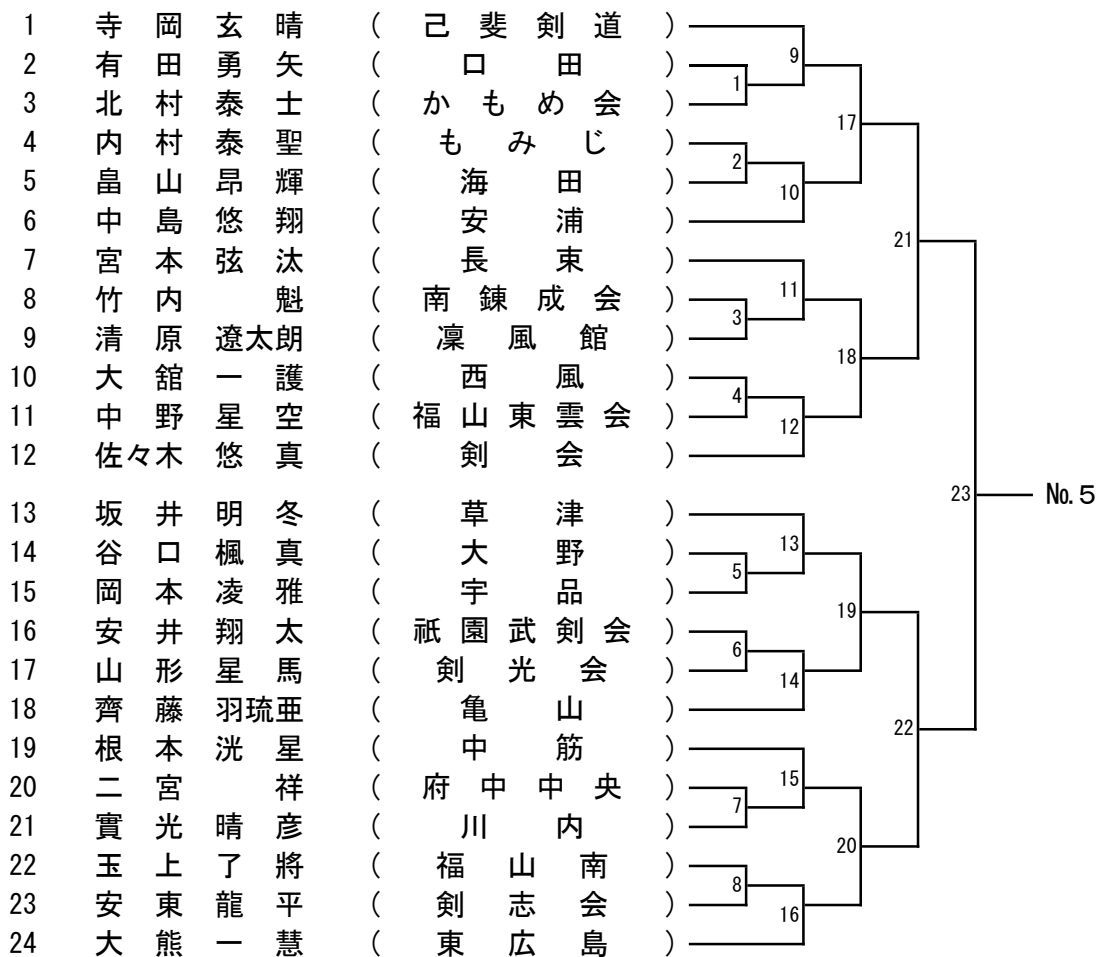 1 寺岡玄晴 ( 己斐剣道 )
2 有田勇矢 ( 口田 )
3 北村泰士 ( かもめ会 )
4 内村泰聖 ( もみじ )
5 畠山昂輝 ( 海田 )
6 中島悠翔 ( 安浦 )
7 宮本弦汰 ( 長束 )
8 竹内魁 ( 南錬成会 )
9 清原遼太朗 ( 凜風館 )
10 大舘一護 ( 西風 )
11 中野星空 ( 福山東雲会 )
12 佐々木悠真 ( 剣会 )
13 坂井明冬 ( 草津 )
14 谷口楓真 ( 大野 )
15 岡本凌雅 ( 宇品 )
16 安井翔太 ( 祇園武剣会 )
17 山形星馬 ( 剣光会 )
18 齊藤羽琉亜 ( 亀山 )
19 根本洸星 ( 中筋 )
20 二宮祥 ( 府中中央 )
21 實光晴彦 ( 川内 )
22 玉上了將 ( 福山南 )
23 安東龍平 ( 剣志会 )
24 大熊一慧 ( 東広島 )
1
2
3
4
5
6
7
8
9
10
11
12
13
14
15
16
17
18
19
20
21
22
23
№.5